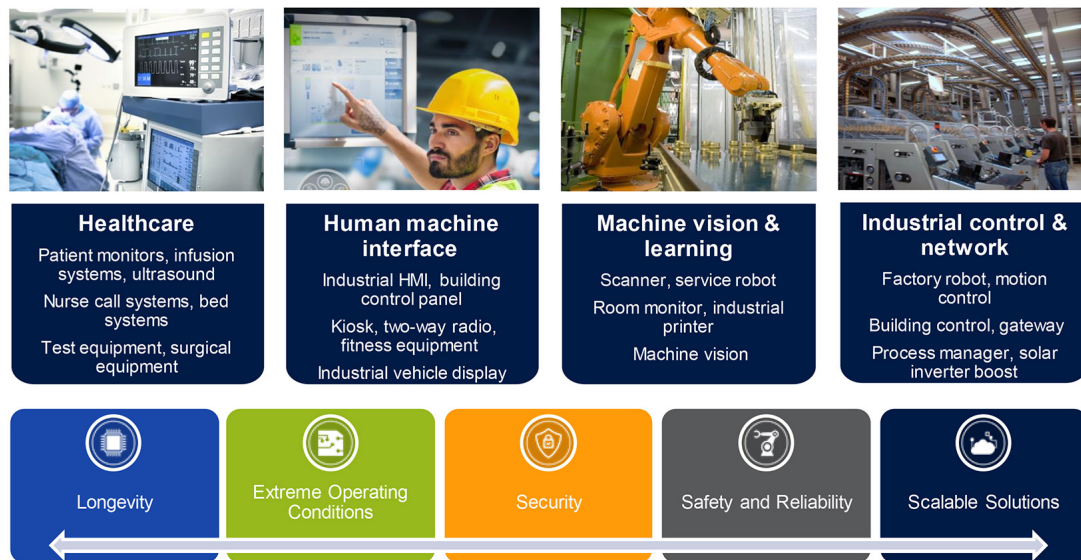 Healthcare
Patient monitors, infusion
systems, ultrasound
Nurse call systems, bed
systems
Test equipment, surgical
equipment
Human machine
interface
Industrial HMI, building
control panel
Kiosk, two-way radio,
fitness equipment
Industrial vehicle display
Machine vision &
learning
Scanner, service robot
Room monitor, industrial
printer
Machine vision
Industrial control &
network
Factory robot, motion
control
Building control, gateway
Process manager, solar
inverter boost
Longevity
Extreme Operating
Conditions
Security
Safety and Reliability
Scalable Solutions